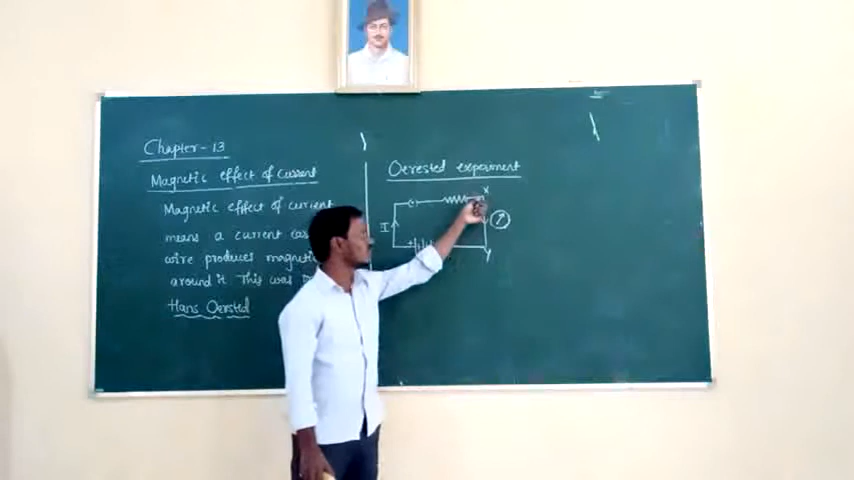 Chapter-13
Magnetic effect of Current
Magnetic effect of current
means a current
wire produces
around it This was
Hans Oersted
Oersted experiment
X
I
+
Y